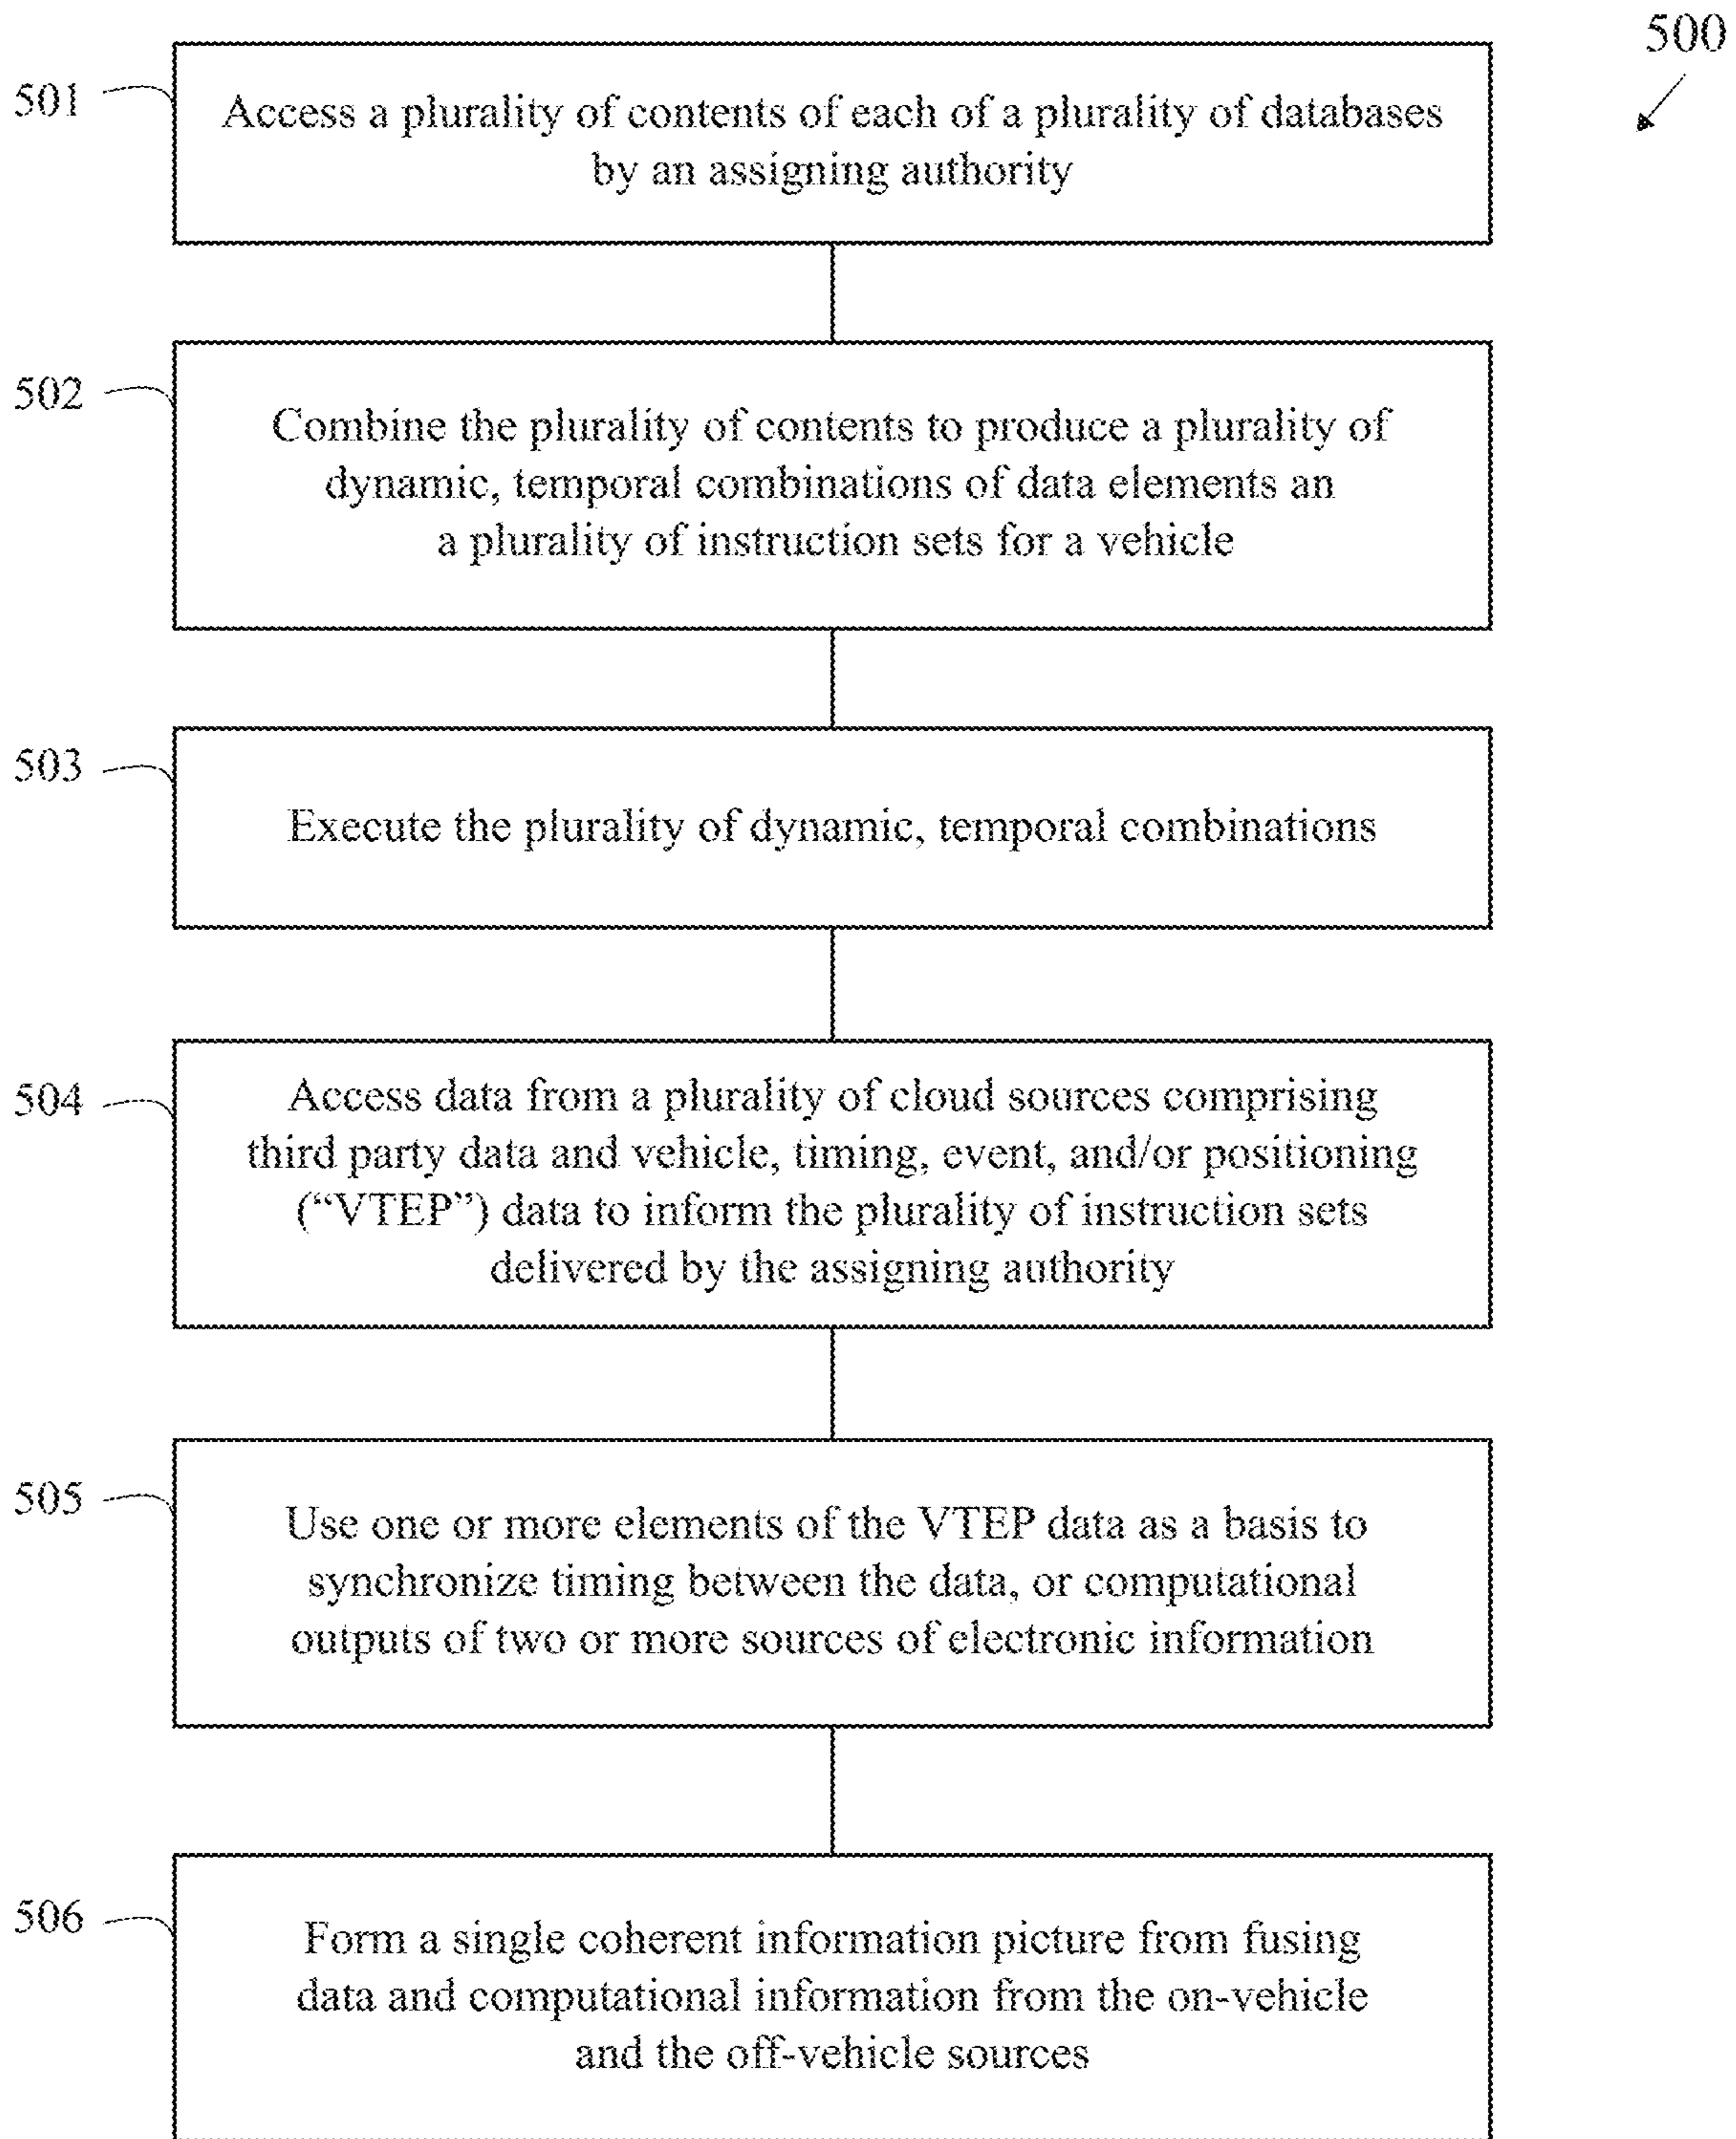 500
501
Access a plurality of contents of each of a plurality of databases
by an assigning authority
502
Combine the plurality of contents to produce a plurality of
dynamic, temporal combinations of data elements an
a plurality of instruction sets for a vehicle
503
Execute the plurality of dynamic, temporal combinations
504
Access data from a plurality of cloud sources comprising
third party data and vehicle, timing, event, and/or positioning
(“VTEP”) data to inform the plurality of instruction sets
delivered by the assigning authority
505
Use one or more elements of the VTEP data as a basis to
synchronize timing between the data, or computational
outputs of two or more sources of electronic information
506
Form a single coherent information picture from fusing
data and computational information from the on-vehicle
and the off-vehicle sources